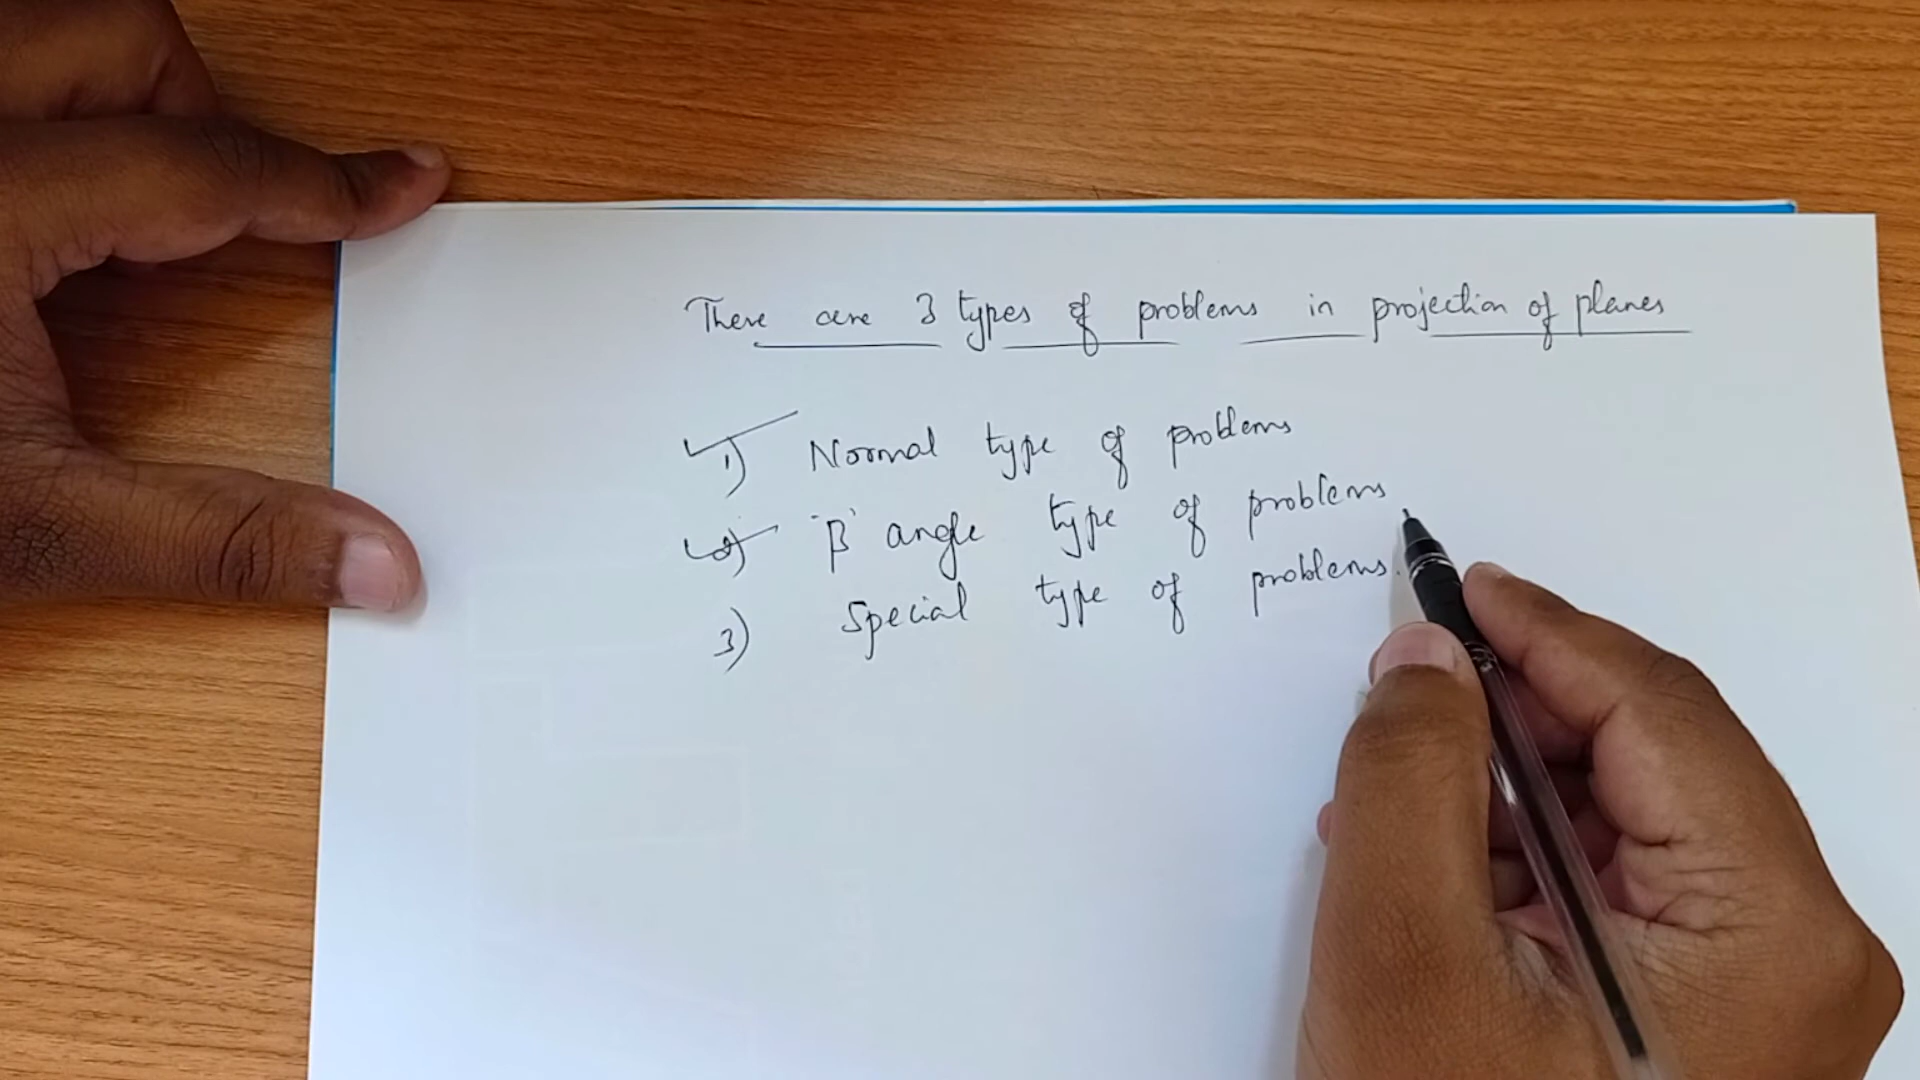 There are 3 types of problems in projection of planes
1) Normal type of problems
2) 'β' angle type of problems
3) Special type of problems.